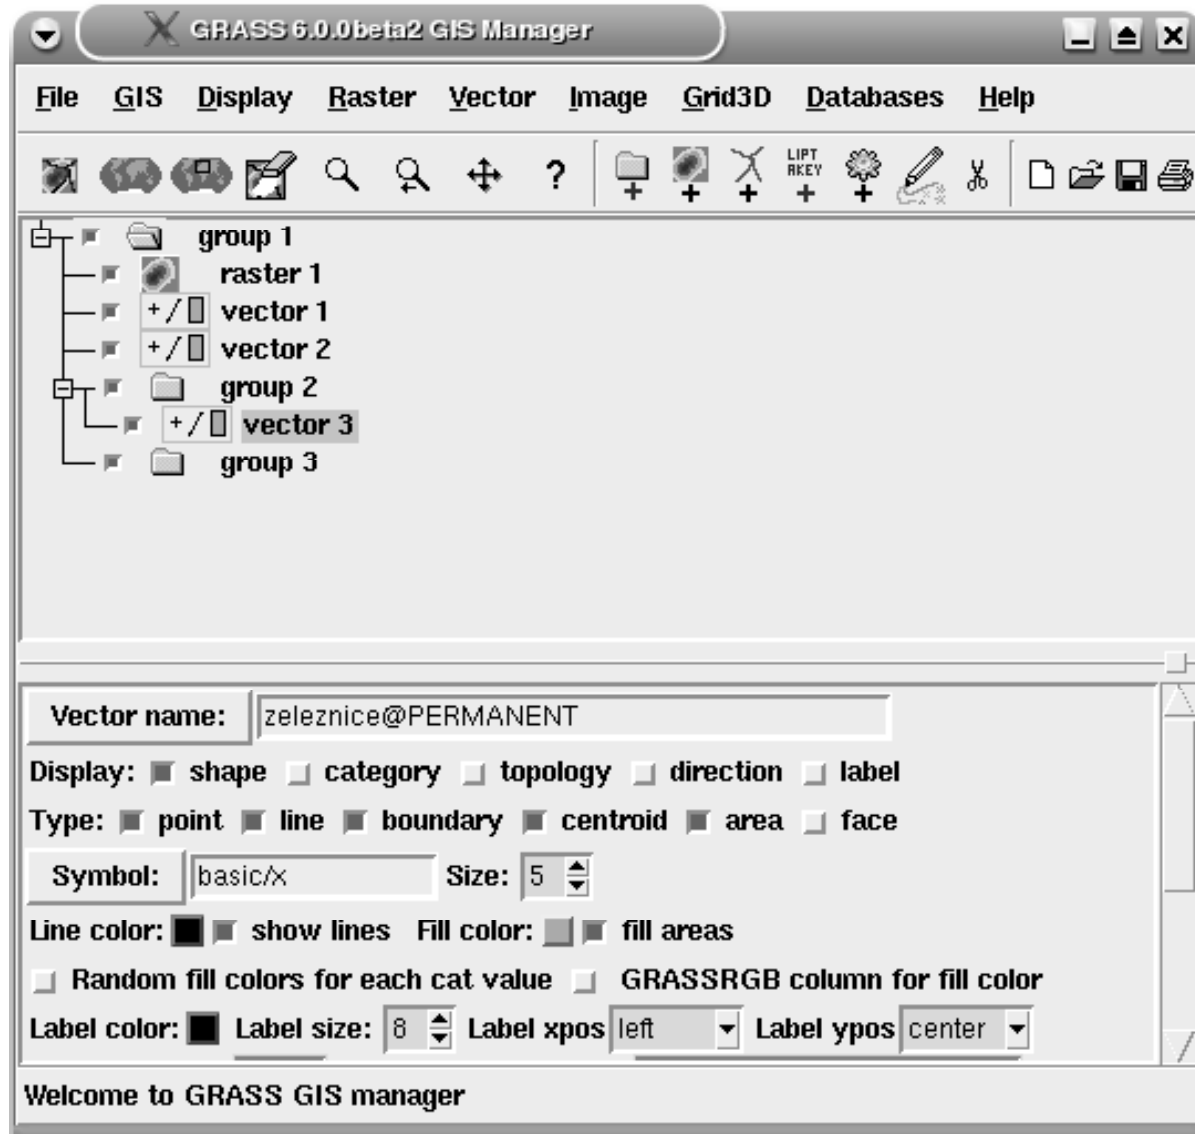 GRASS 6.0.0beta2 GIS Manager
File GIS Display Raster Vector Image Grid3D Databases Help
LIPT
RKEY
group 1
raster 1
vector 1
vector 2
group 2
vector 3
group 3
Vector name: zeleznice@PERMANENT
Display: shape category topology direction label
Type: point line boundary centroid area face
Symbol: basic/x Size: 5
Line color: show lines Fill color: fill areas
Random fill colors for each cat value GRASSRGB column for fill color
Label color: Label size: 8 Label xpos left Label ypos center
Welcome to GRASS GIS manager